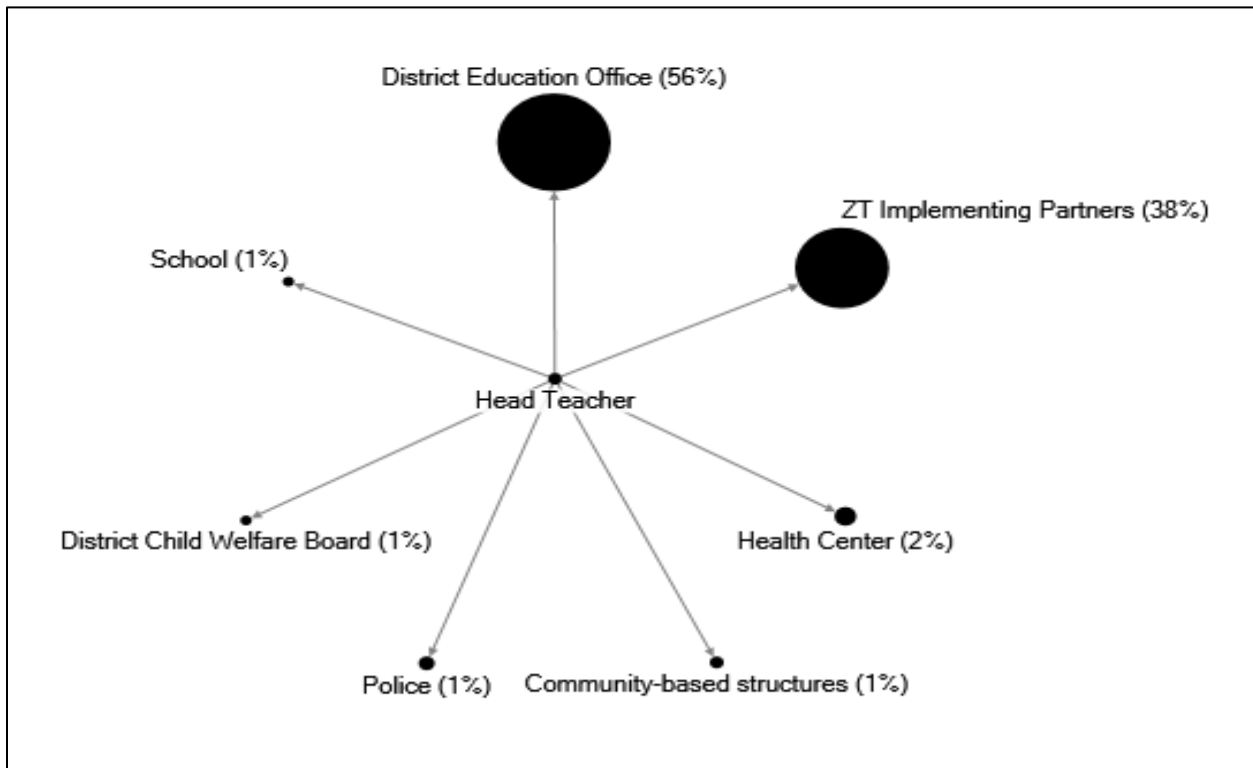 District Education Office (56%)
ZT Implementing Partners (38%)
School (1%)
Head Teacher
District Child Welfare Board (1%)
Health Center (2%)
Police (1%)
Community-based structures (1%)